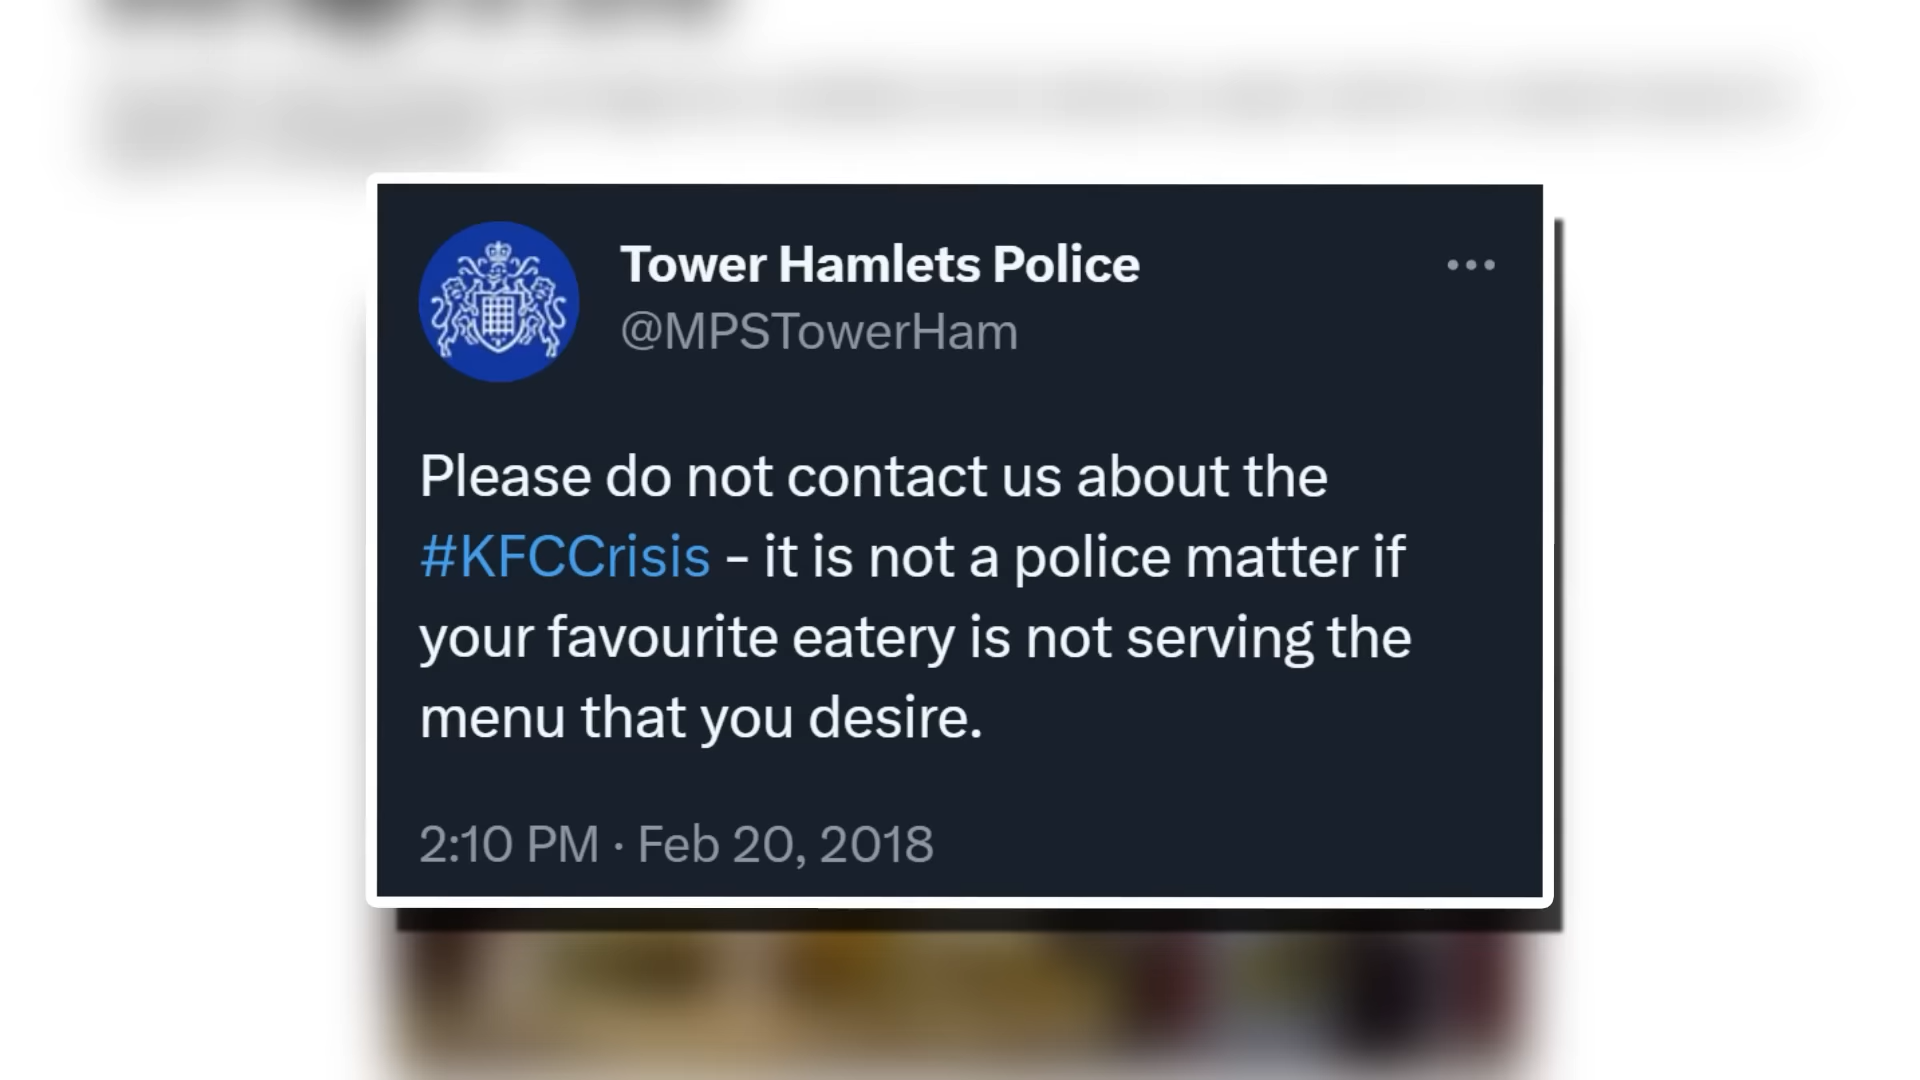 Tower Hamlets Police
@MPSTowerHam
Please do not contact us about the
#KFCCrisis - it is not a police matter if
your favourite eatery is not serving the
menu that you desire.
2:10 PM · Feb 20, 2018